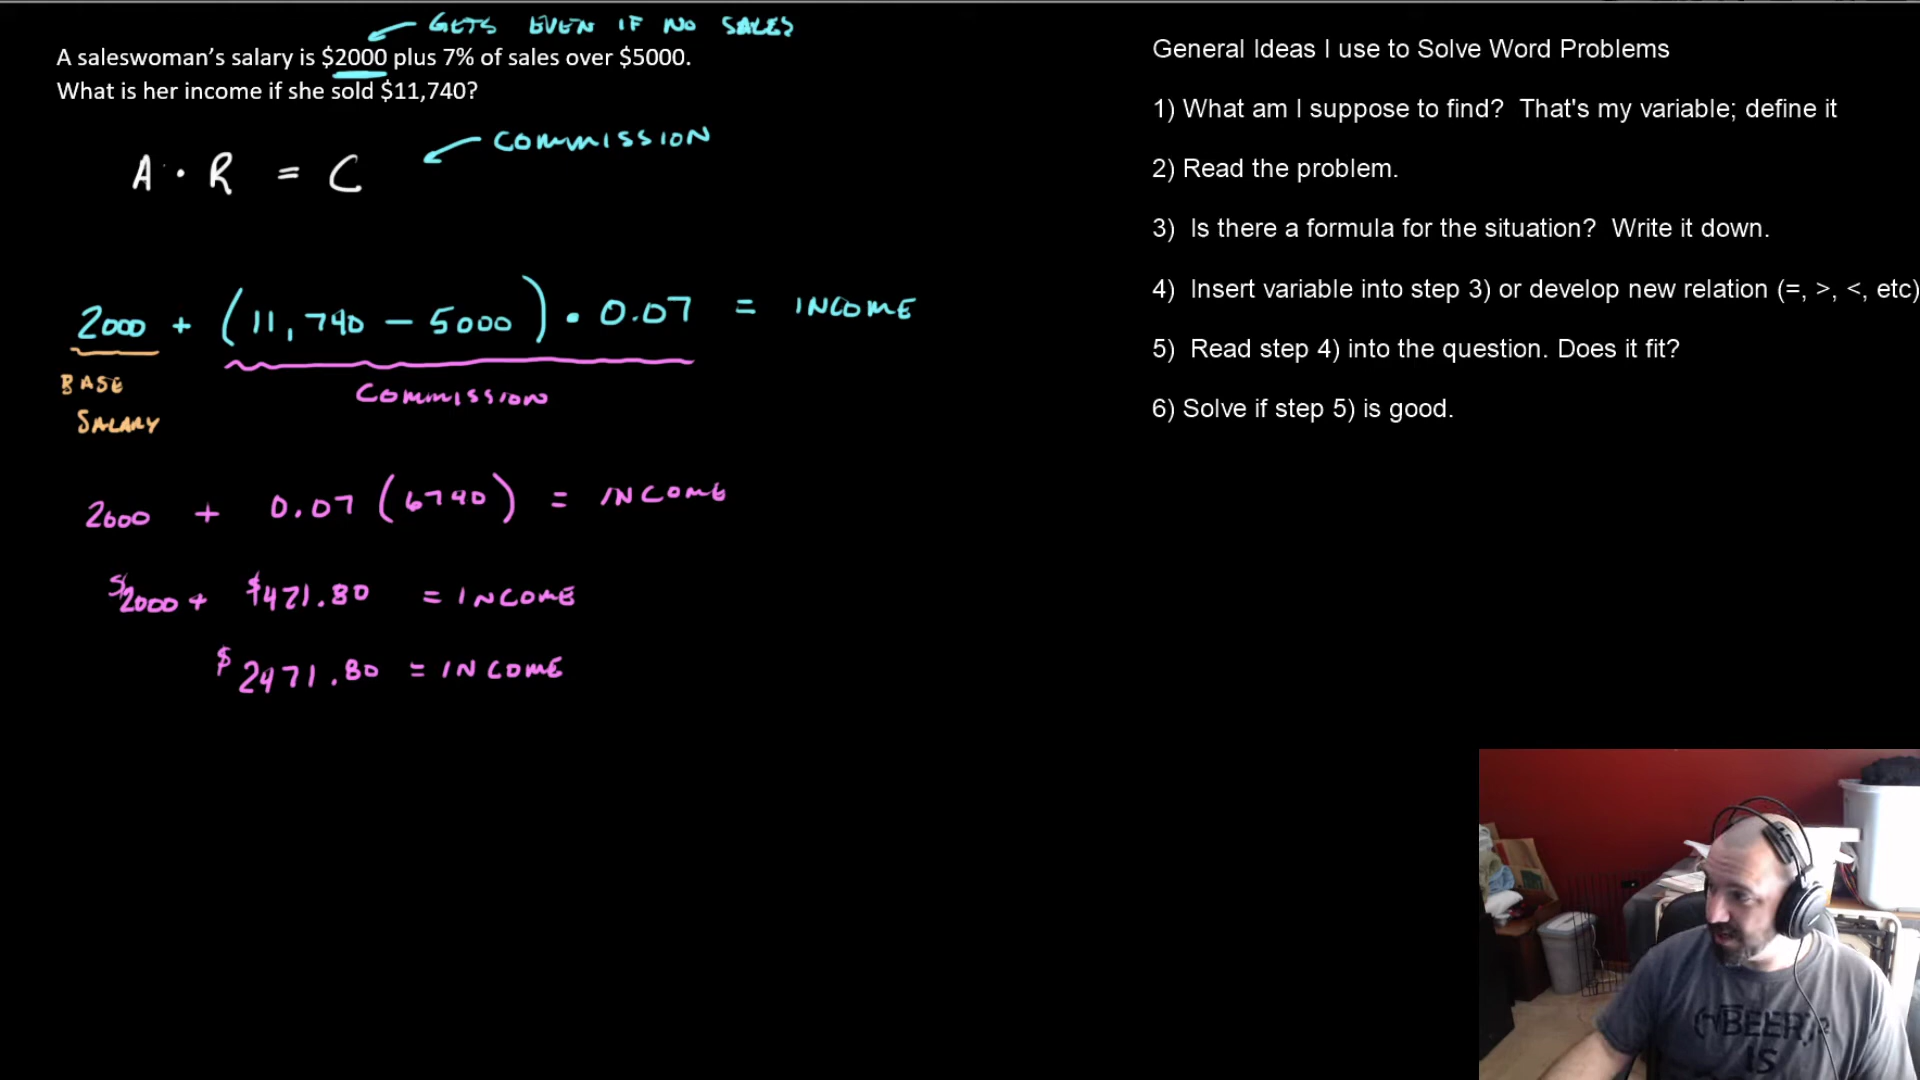 GETS EVEN IF NO SALES
A saleswoman's salary is $2000 plus 7% of sales over $5000.
What is her income if she sold $11,740?
COMMISSION
A · R = C
2000 + (11,740 - 5000) · 0.07 = INCOME
BASE
SALARY
COMMISSION
2000 + 0.07 (6740) = INCOME
$2000 + $471.80 = INCOME
$2471.80 = INCOME
General Ideas I use to Solve Word Problems
1) What am I suppose to find? That's my variable; define it
2) Read the problem.
3) Is there a formula for the situation? Write it down.
4) Insert variable into step 3) or develop new relation (=, >, <, etc)
5) Read step 4) into the question. Does it fit?
6) Solve if step 5) is good.
BEER
IS